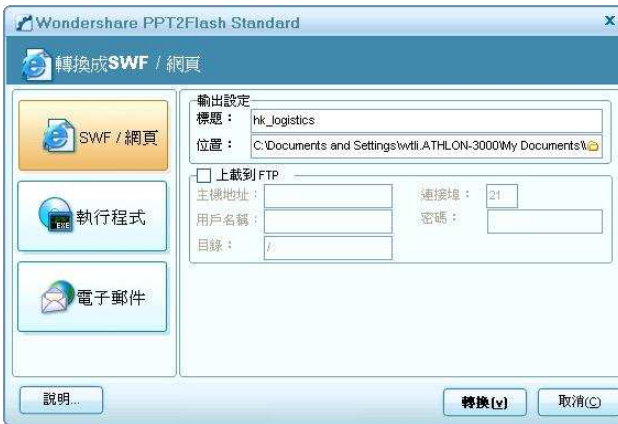 Wondershare PPT2Flash Standard
x
轉換成SWF / 網頁
SWF / 網頁
執行程式
EXE
電子郵件
輸出設定
標題： hk_logistics
位置： C:\Documents and Settings\wtli.ATHLON-3000\My Documents\
上載到 FTP
主機地址： 連接埠： 21
用戶名稱： 密碼：
目錄： /
說明...
轉換(v)
取消(C)